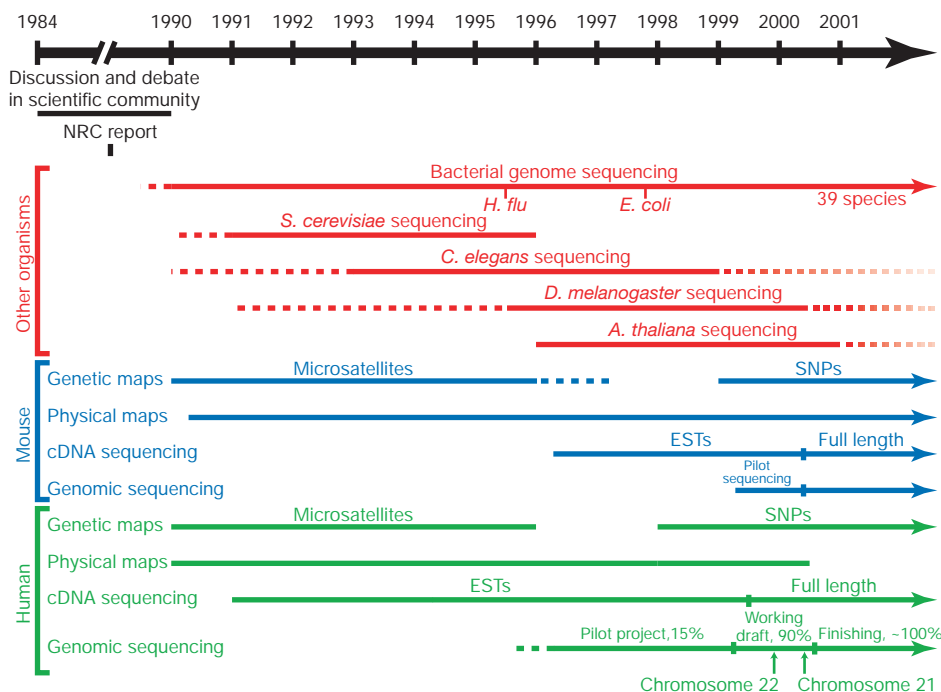 1984 1990 1991 1992 1993 1994 1995 1996 1997 1998 1999 2000 2001
Discussion and debate
in scientific community
NRC report
Other organisms
Bacterial genome sequencing
H. flu E. coli 39 species
S. cerevisiae sequencing
C. elegans sequencing
D. melanogaster sequencing
A. thaliana sequencing
Mouse
Genetic maps Microsatellites SNPs
Physical maps
cDNA sequencing ESTs Full length
Genomic sequencing Pilot
sequencing
Human
Genetic maps Microsatellites SNPs
Physical maps
cDNA sequencing ESTs Full length
Genomic sequencing Pilot project,15% Working
draft, 90% Finishing, ~100%
Chromosome 22 Chromosome 21